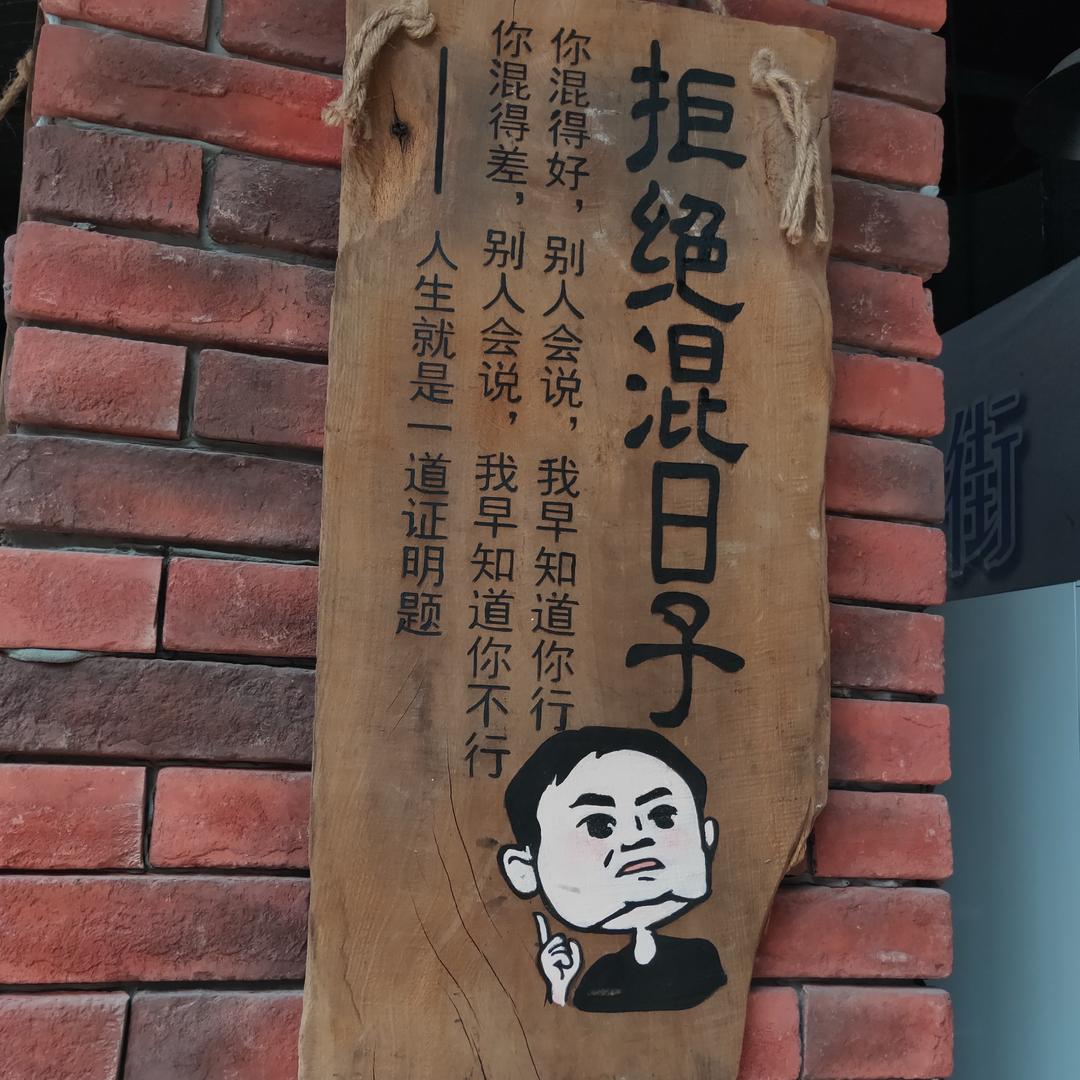 拒绝混日子
你混得好，别人会说，我早知道你行
你混得差，别人会说，我早知道你不行
——人生就是一道证明题
街